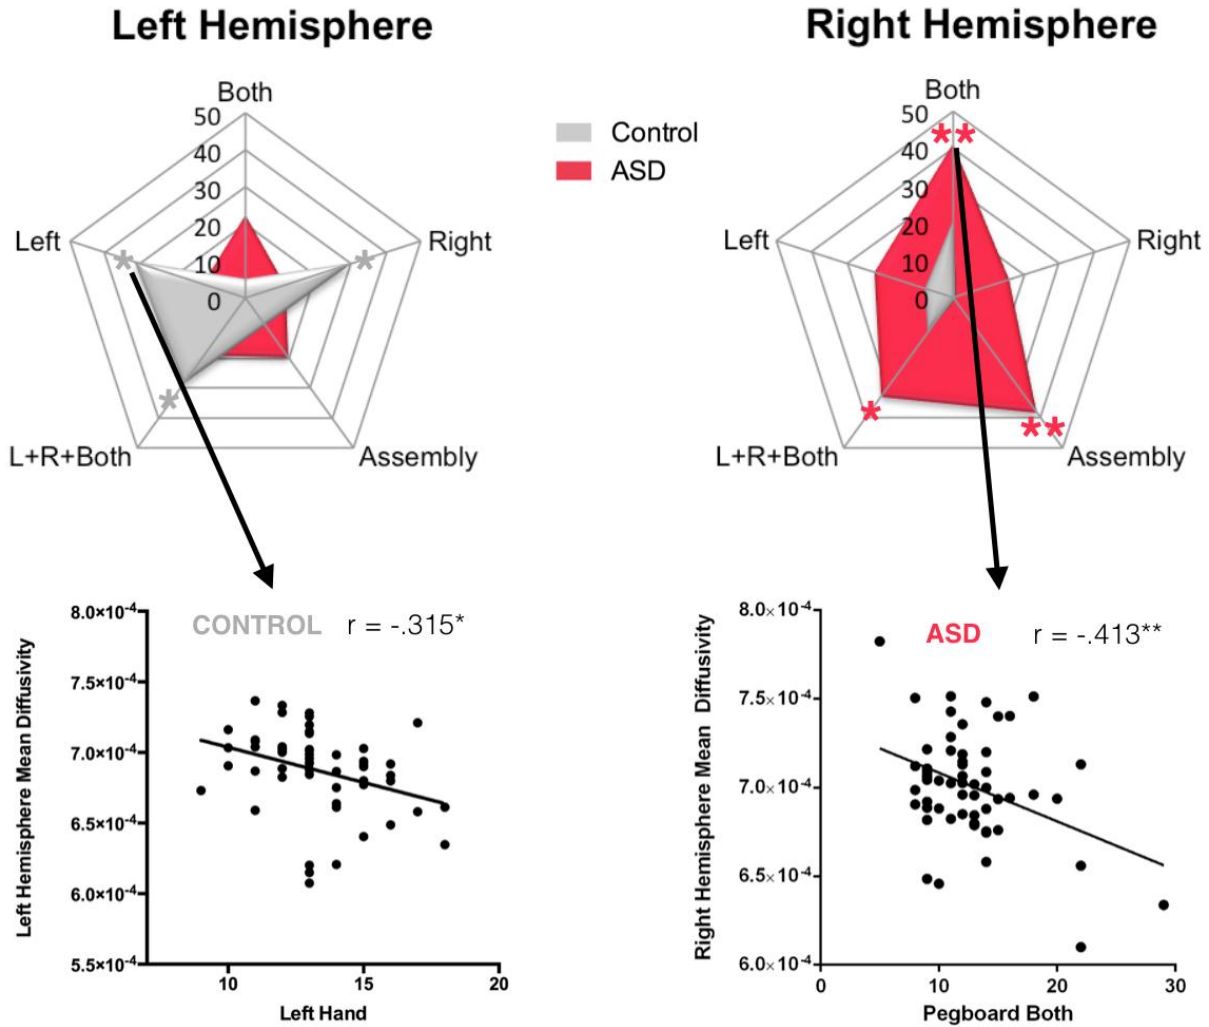 Left Hemisphere
Right Hemisphere
Both
50
40
30
20
10
0
Left
Right
L+R+Both
Assembly
*
*
*
Control
ASD
Both
50
40
30
20
10
0
Left
Right
L+R+Both
Assembly
**
*
**
CONTROL r = -.315*
8.0×10-4
7.5×10-4
7.0×10-4
6.5×10-4
6.0×10-4
5.5×10-4
Left Hemisphere Mean Diffusivity
10 15 20
Left Hand
ASD r = -.413**
8.0×10-4
7.5×10-4
7.0×10-4
6.5×10-4
6.0×10-4
Right Hemisphere Mean Diffusivity
0 10 20 30
Pegboard Both